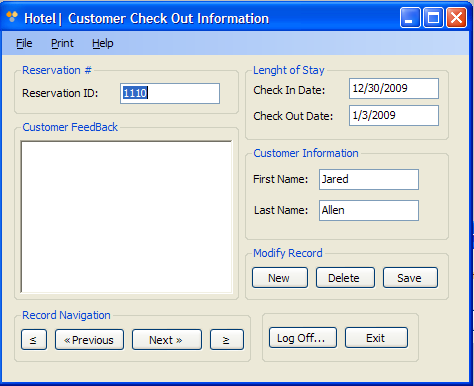 Hotel| Customer Check Out Information
File Print Help
Reservation #
Reservation ID: 1110
Customer FeedBack
Lenght of Stay
Check In Date: 12/30/2009
Check Out Date: 1/3/2009
Customer Information
First Name: Jared
Last Name: Allen
Modify Record
New Delete Save
Record Navigation
≤ « Previous Next » ≥
Log Off... Exit